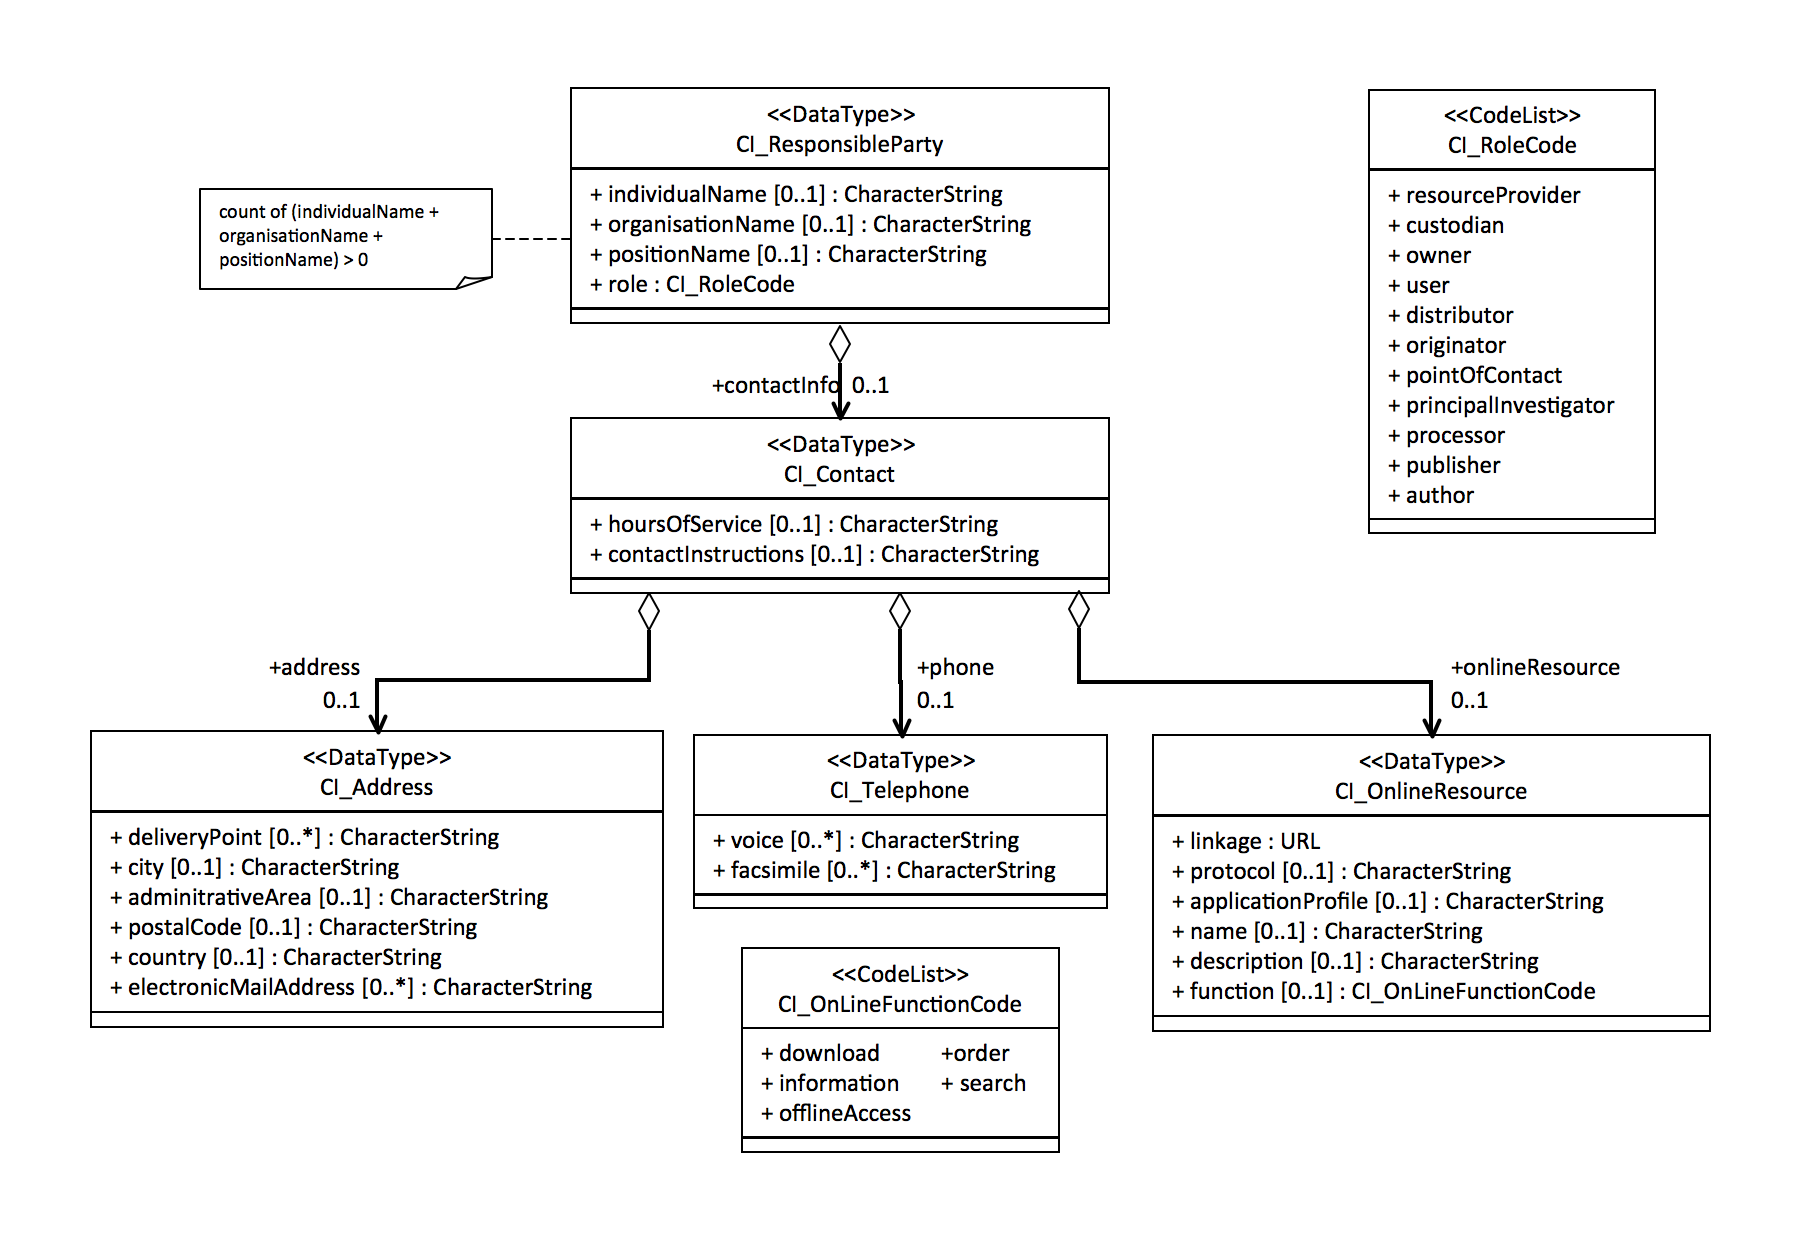 <<DataType>>
CI_ResponsibleParty
+ individualName [0..1] : CharacterString
+ organisationName [0..1] : CharacterString
+ positionName [0..1] : CharacterString
+ role : CI_RoleCode
count of (individualName +
organisationName +
positionName) > 0
<<CodeList>>
CI_RoleCode
+ resourceProvider
+ custodian
+ owner
+ user
+ distributor
+ originator
+ pointOfContact
+ principalInvestigator
+ processor
+ publisher
+ author
+contactInfo 0..1
<<DataType>>
CI_Contact
+ hoursOfService [0..1] : CharacterString
+ contactInstructions [0..1] : CharacterString
+address
0..1
+phone
0..1
+onlineResource
0..1
<<DataType>>
CI_Address
+ deliveryPoint [0..*] : CharacterString
+ city [0..1] : CharacterString
+ adminitrativeArea [0..1] : CharacterString
+ postalCode [0..1] : CharacterString
+ country [0..1] : CharacterString
+ electronicMailAddress [0..*] : CharacterString
<<DataType>>
CI_Telephone
+ voice [0..*] : CharacterString
+ facsimile [0..*] : CharacterString
<<DataType>>
CI_OnlineResource
+ linkage : URL
+ protocol [0..1] : CharacterString
+ applicationProfile [0..1] : CharacterString
+ name [0..1] : CharacterString
+ description [0..1] : CharacterString
+ function [0..1] : CI_OnLineFunctionCode
<<CodeList>>
CI_OnLineFunctionCode
+ download +order
+ information + search
+ offlineAccess